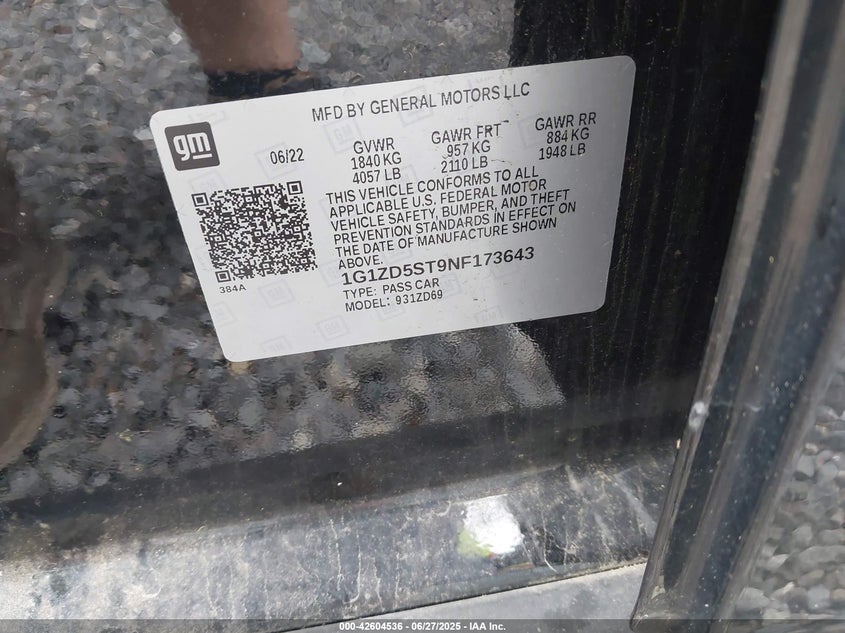 MFD BY GENERAL MOTORS LLC
gm
06/22
GVWR
1840 KG
4057 LB
GAWR FRT
957 KG
2110 LB
GAWR RR
884 KG
1948 LB
THIS VEHICLE CONFORMS TO ALL
APPLICABLE U.S. FEDERAL MOTOR
VEHICLE SAFETY, BUMPER, AND THEFT
PREVENTION STANDARDS IN EFFECT ON
THE DATE OF MANUFACTURE SHOWN
ABOVE.
384A
1G1ZD5ST9NF173643
TYPE: PASS CAR
MODEL: 931ZD69
000-42604536 - 06/27/2025 - IAA Inc.